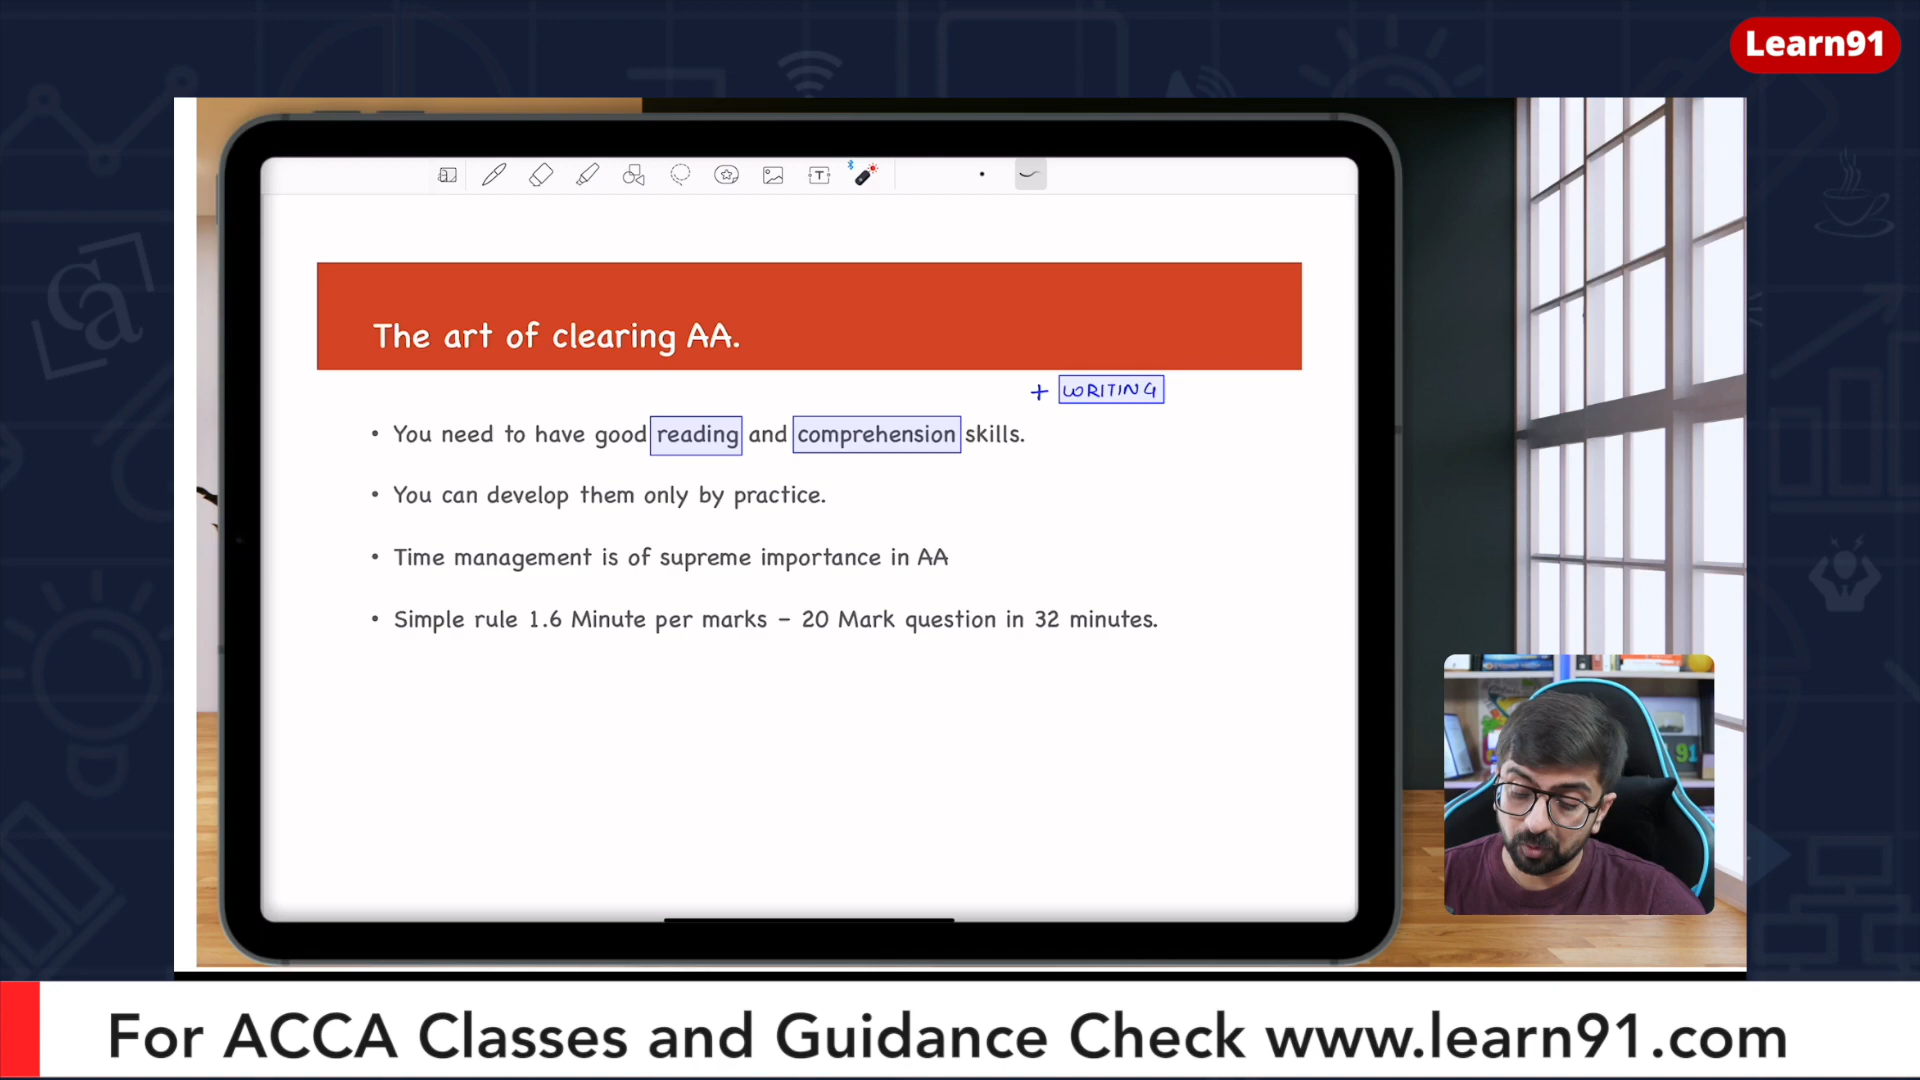 Learn91
The art of clearing AA.
+ WRITING
• You need to have good reading and comprehension skills.
• You can develop them only by practice.
• Time management is of supreme importance in AA
• Simple rule 1.6 Minute per marks – 20 Mark question in 32 minutes.
91
For ACCA Classes and Guidance Check www.learn91.com